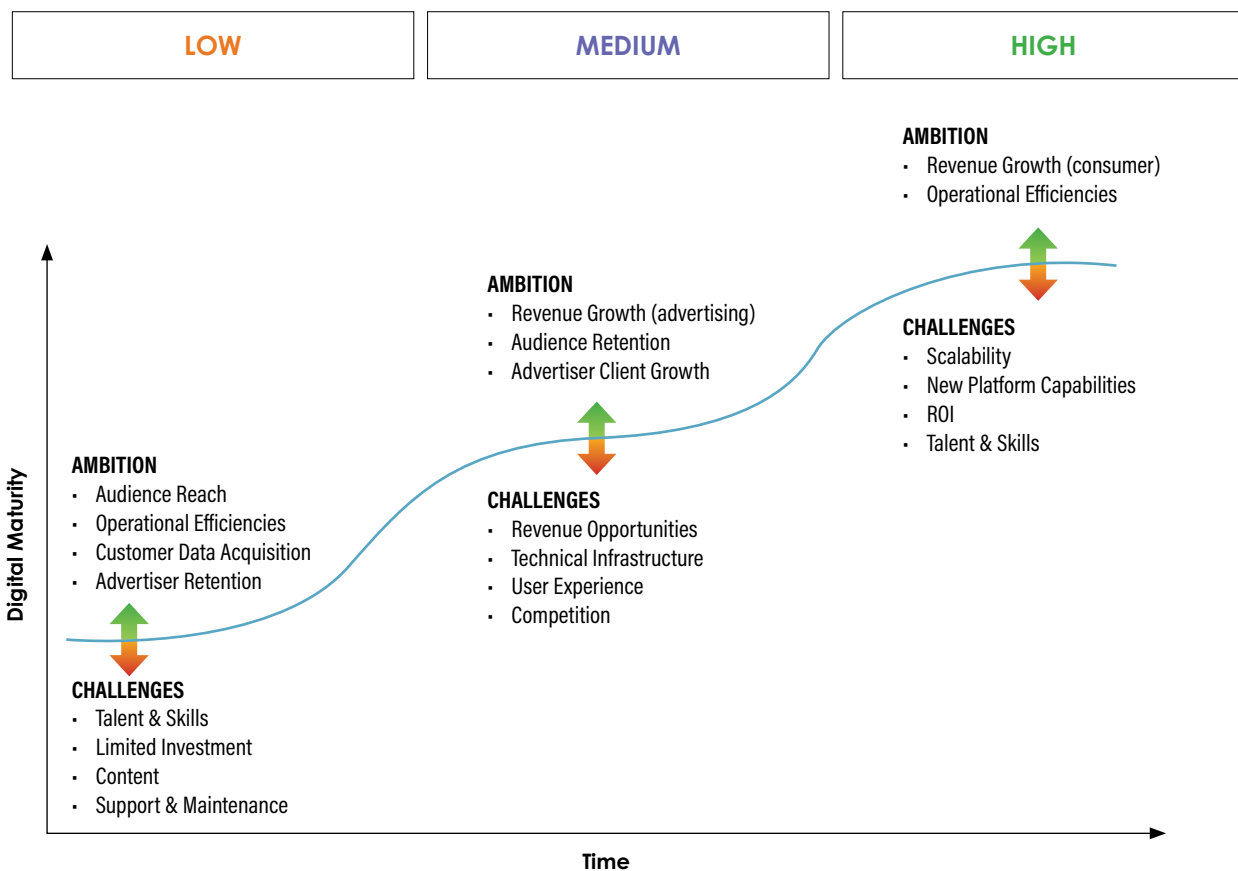 LOW
MEDIUM
HIGH
AMBITION
· Revenue Growth (consumer)
· Operational Efficiencies
CHALLENGES
· Scalability
· New Platform Capabilities
· ROI
· Talent & Skills
AMBITION
· Revenue Growth (advertising)
· Audience Retention
· Advertiser Client Growth
CHALLENGES
· Revenue Opportunities
· Technical Infrastructure
· User Experience
· Competition
AMBITION
· Audience Reach
· Operational Efficiencies
· Customer Data Acquisition
· Advertiser Retention
CHALLENGES
· Talent & Skills
· Limited Investment
· Content
· Support & Maintenance
Digital Maturity
Time